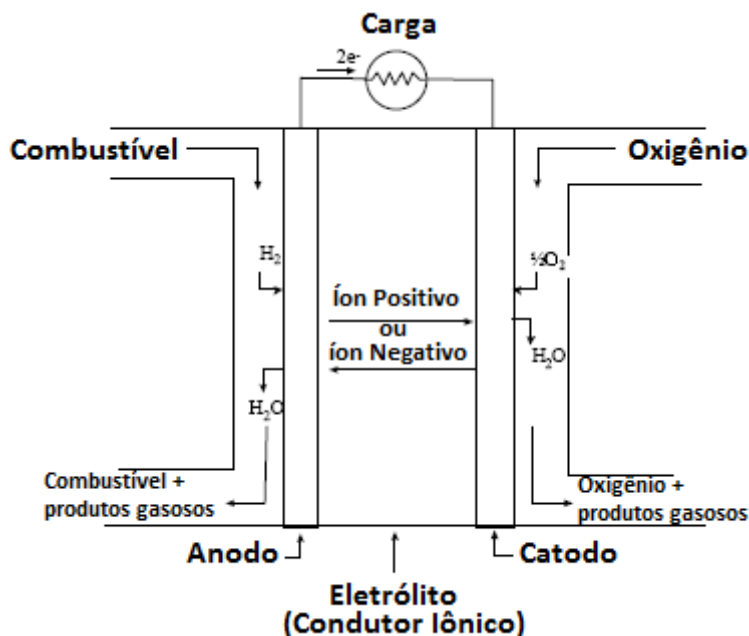 Carga
2e-
Combustível
Oxigênio
H₂
½O₂
Íon Positivo
ou
íon Negativo
H₂O
H₂O
Combustível +
produtos gasosos
Oxigênio +
produtos gasosos
Anodo
Catodo
Eletrólito
(Condutor Iônico)